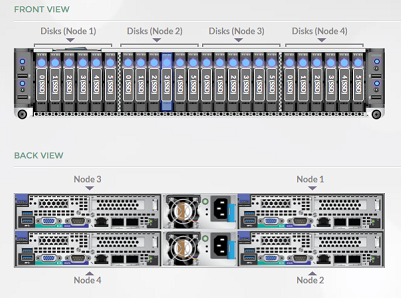 FRONT VIEW
Disks (Node 1) Disks (Node 2) Disks (Node 3) Disks (Node 4)
BACK VIEW
Node 3 Node 1
Node 4 Node 2